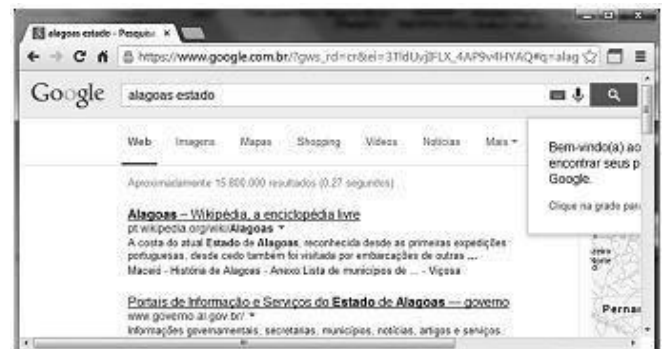 alagoas estado - Pesquis
https://www.google.com.br/?gws_rd=cr&ei=
Google
alagoas estado
Web Imagens Mapas Shopping Vídeos Notícias Mais
Aproximadamente 15.800.000 resultados (0,27 segundos)
Alagoas – Wikipédia, a enciclopédia livre
pt.wikipedia.org/wiki/Alagoas
A costa do atual Estado de Alagoas, reconhecida desde as primeiras expedições
portuguesas, desde cedo também foi visitada por embarcações de outras ...
Maceió - História de Alagoas - Anexo Lista de municípios de ... - Viçosa
Portais de Informação e Serviços do Estado de Alagoas — governo
www.governo.al.gov.br/
Informações governamentais, secretarias, municípios, notícias, artigos e serviços.
Bem-vindo(a) ao
encontrar seus p
Google.
Clique na grade para
Pernam